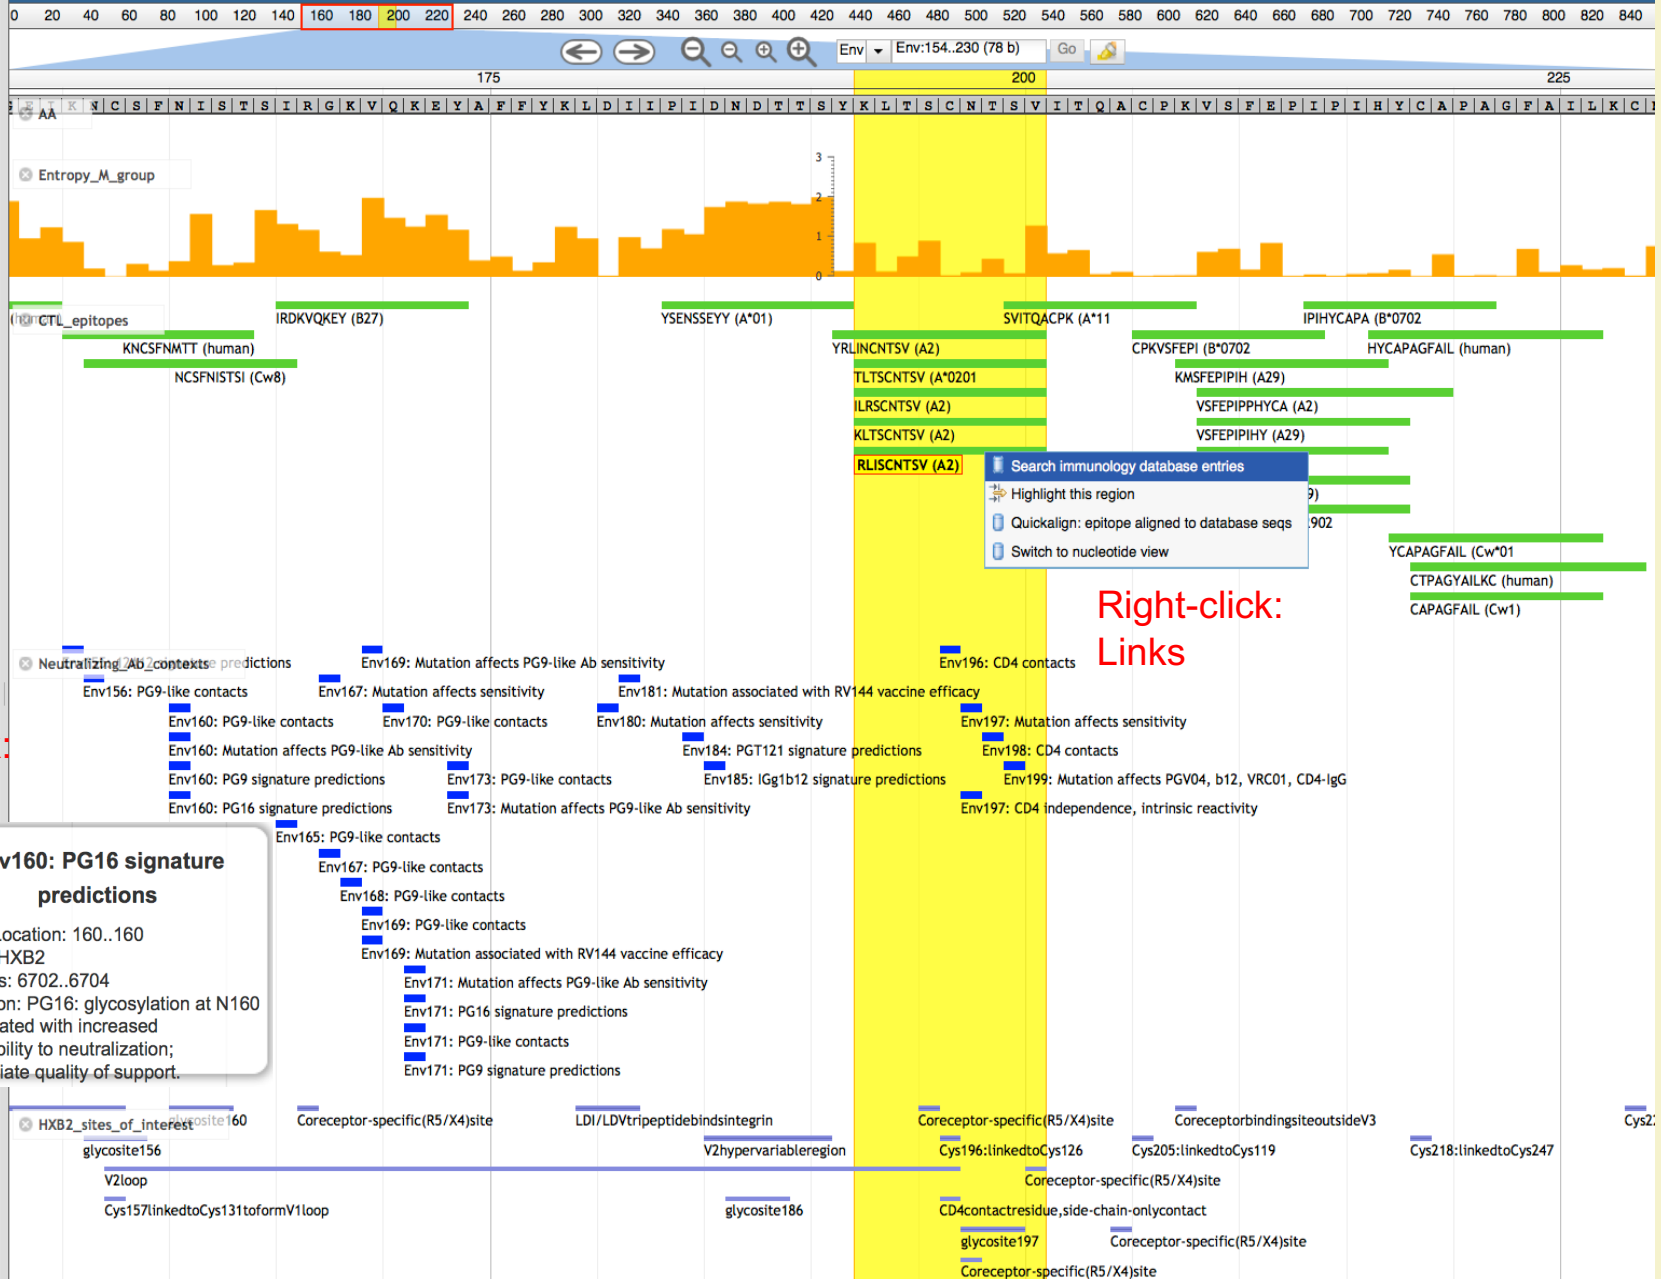 0 20 40 60 80 100 120 140 160 180 200 220 240 260 280 300 320 340 360 380 400 420 440 460 480 500 520 540 560 580 600 620 640 660 680 700 720 740 760 780 800 820 840
Env Env:154..230 (78 b) Go
175 200 225
E I K N C S F N I S T S I R G K V Q K E Y A F F Y K L D I I P I D N D T T S Y K L T S C N T S V I T Q A C P K V S F E P I P I H Y C A P A G F A I L K C
AA
3
Entropy_M_group
2
1
0
CTL_epitopes
IRDKVQKEY (B27)
YSENSSEYY (A*01)
SVITQACPK (A*11
IPIHYCAPA (B*0702
KNCSFNMTT (human)
YRLINCNTSV (A2)
CPKVSFEPI (B*0702
HYCAPAGFAIL (human)
NCSFNISTSI (Cw8)
TLTSCNTSV (A*0201
KMSFEPIPIH (A29)
ILRSCNTSV (A2)
VSFEPIPPHYCA (A2)
KLTSCNTSV (A2)
VSFEPIPIHY (A29)
RLISCNTSV (A2)
Search immunology database entries
Highlight this region
9)
Quickalign: epitope aligned to database seqs
902
Switch to nucleotide view
YCAPAGFAIL (Cw*01
CTPAGYAILKC (human)
CAPAGFAIL (Cw1)
Right-click:
Links
Neutralizing_Ab_contexts
signature predictions
Env169: Mutation affects PG9-like Ab sensitivity
Env196: CD4 contacts
Env156: PG9-like contacts
Env167: Mutation affects sensitivity
Env181: Mutation associated with RV144 vaccine efficacy
Env160: PG9-like contacts
Env170: PG9-like contacts
Env180: Mutation affects sensitivity
Env197: Mutation affects sensitivity
Env160: Mutation affects PG9-like Ab sensitivity
Env184: PGT121 signature predictions
Env198: CD4 contacts
Env160: PG9 signature predictions
Env173: PG9-like contacts
Env185: IGg1b12 signature predictions
Env199: Mutation affects PGV04, b12, VRC01, CD4-IgG
Env160: PG16 signature predictions
Env173: Mutation affects PG9-like Ab sensitivity
Env197: CD4 independence, intrinsic reactivity
Env165: PG9-like contacts
Env167: PG9-like contacts
Env168: PG9-like contacts
Env169: PG9-like contacts
Env169: Mutation associated with RV144 vaccine efficacy
Env171: Mutation affects PG9-like Ab sensitivity
Env171: PG16 signature predictions
Env171: PG9-like contacts
Env171: PG9 signature predictions
v160: PG16 signature
predictions
ocation: 160..160
HXB2
s: 6702..6704
on: PG16: glycosylation at N160
ated with increased
bility to neutralization;
iate quality of support.
HXB2_sites_of_interest
glycosite160
Coreceptor-specific(R5/X4)site
LDI/LDVtripeptidebindsintegrin
Coreceptor-specific(R5/X4)site
CoreceptorbindingsiteoutsideV3
Cys2
glycosite156
V2hypervariableregion
Cys196:linkedtoCys126
Cys205:linkedtoCys119
Cys218:linkedtoCys247
V2loop
Coreceptor-specific(R5/X4)site
Cys157linkedtoCys131toformV1loop
glycosite186
CD4contactresidue,side-chain-onlycontact
glycosite197
Coreceptor-specific(R5/X4)site
Coreceptor-specific(R5/X4)site